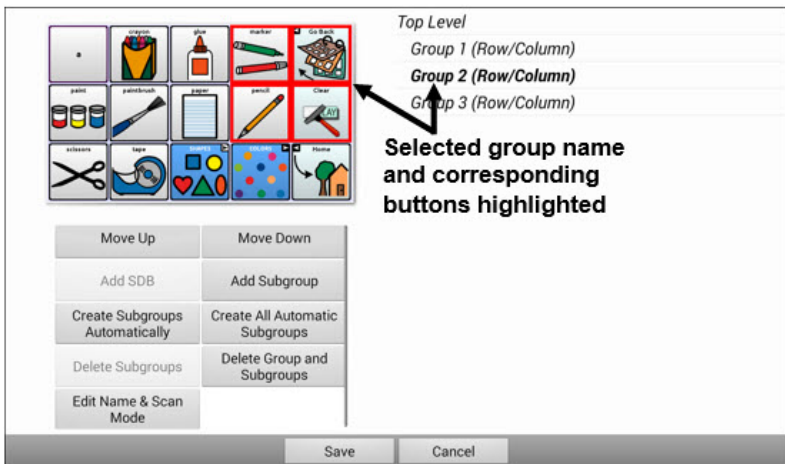 a
crayon
glue
marker
Go Back
paint
paintbrush
paper
pencil
Clear
LAY
scissors
tape
SHAPES
COLORS
Home
Top Level
Group 1 (Row/Column)
Group 2 (Row/Column)
Group 3 (Row/Column)
Selected group name
and corresponding
buttons highlighted
Move Up
Move Down
Add SDB
Add Subgroup
Create Subgroups
Automatically
Create All Automatic
Subgroups
Delete Subgroups
Delete Group and
Subgroups
Edit Name & Scan
Mode
Save
Cancel